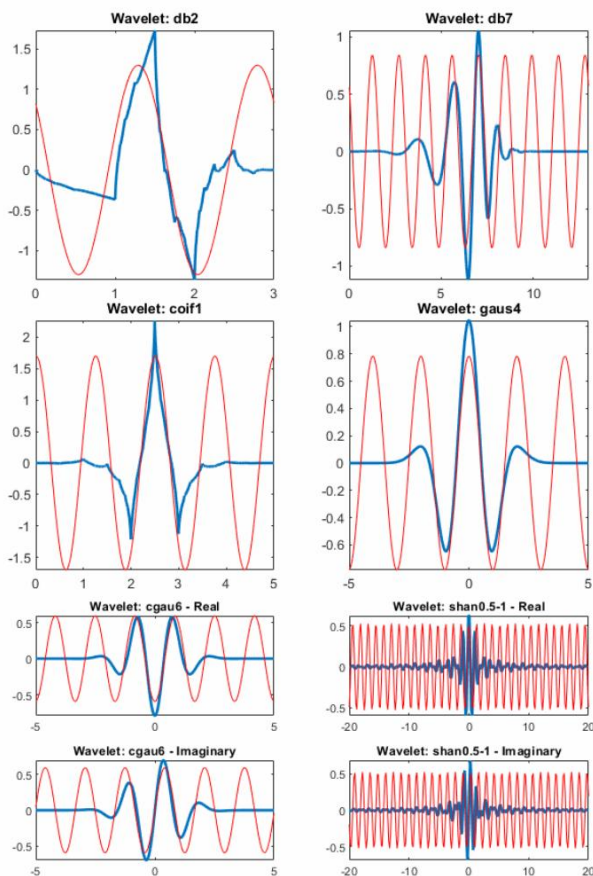 Wavelet: db2
1.5
1
0.5
0
-0.5
-1
0 1 2 3
Wavelet: db7
1
0.5
0
-0.5
-1
0 5 10
Wavelet: coif1
2
1.5
1
0.5
0
-0.5
-1
-1.5
0 1 2 3 4 5
Wavelet: gaus4
1
0.8
0.6
0.4
0.2
0
-0.2
-0.4
-0.6
-5 0 5
Wavelet: cgau6 - Real
0.5
0
-0.5
-5 0 5
Wavelet: shan0.5-1 - Real
0.5
0
-0.5
-20 -10 0 10 20
Wavelet: cgau6 - Imaginary
0.5
0
-0.5
-5 0 5
Wavelet: shan0.5-1 - Imaginary
0.5
0
-0.5
-20 -10 0 10 20